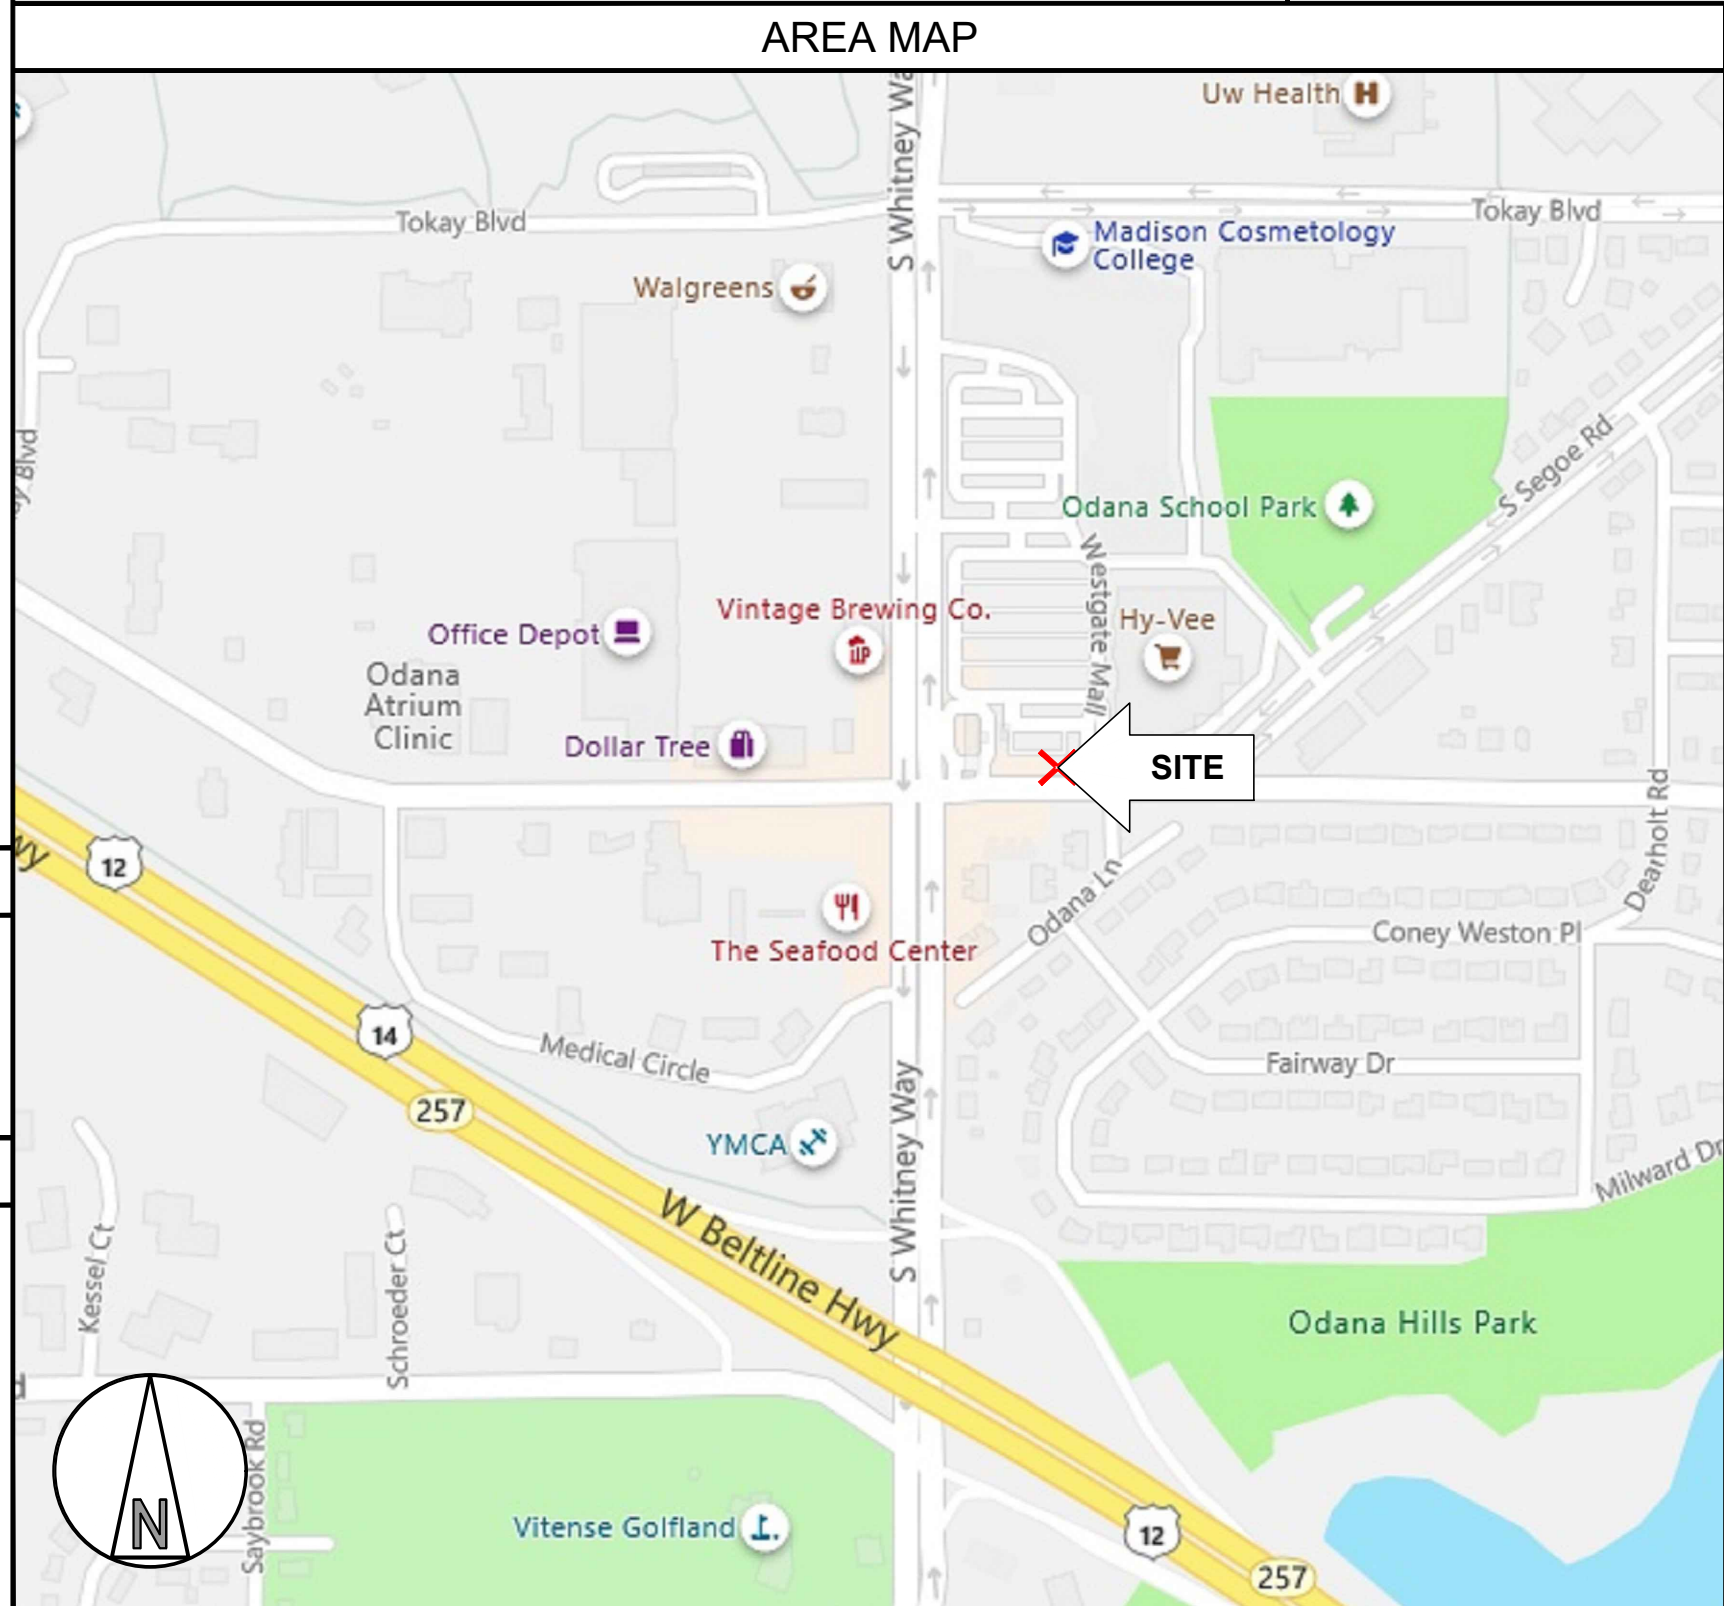 AREA MAP
Uw Health
S Whitney Wa
Tokay Blvd
Tokay Blvd
Madison Cosmetology
College
Walgreens
ay Blvd
S Segoe Rd
Odana School Park
Westgate Mall
Vintage Brewing Co.
Hy-Vee
Office Depot
Odana
Atrium
Clinic
Dollar Tree
SITE
Dearholt Rd
12
wy
Odana Ln
The Seafood Center
Coney Weston Pl
14
Medical Circle
Fairway Dr
257
YMCA
S Whitney Way
Milward Dr
W Beltline Hwy
Kessel Ct
Schroeder Ct
Odana Hills Park
d
N
Saybrook Rd
Vitense Golfland
12
257